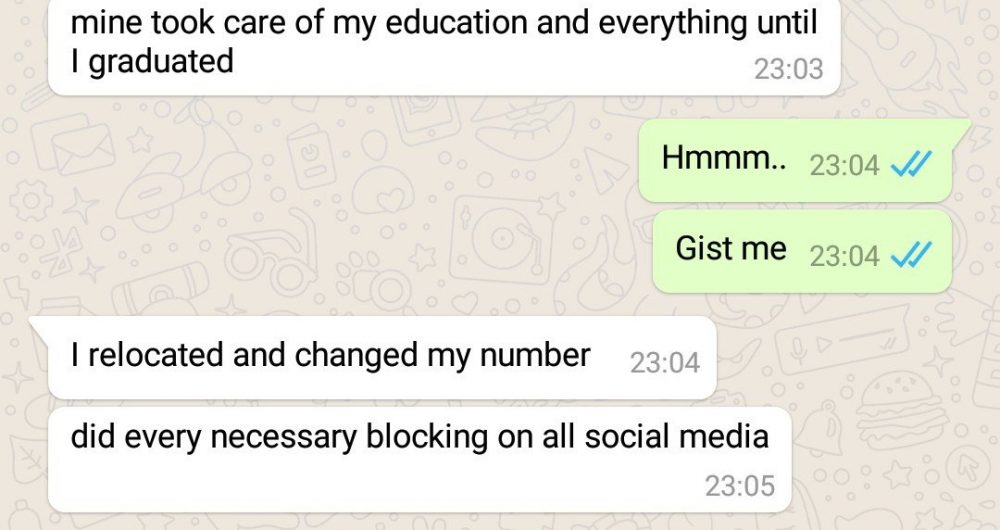 mine took care of my education and everything until
I graduated
23:03
Hmmm.. 23:04
Gist me 23:04
I relocated and changed my number 23:04
did every necessary blocking on all social media
23:05